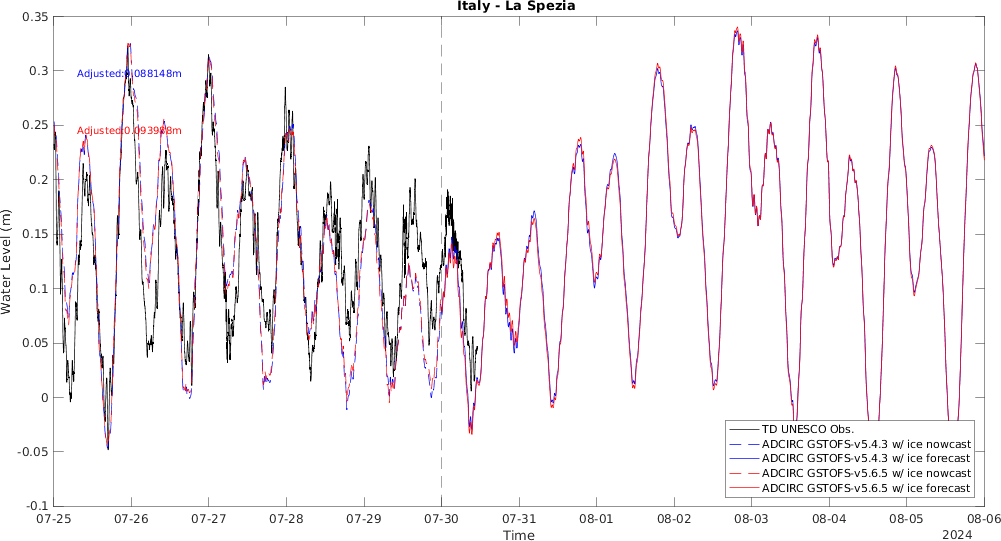 Italy - La Spezia
Water Level (m)
0.35
0.3
0.25
0.2
0.15
0.1
0.05
0
-0.05
-0.1
Adjusted:0.088148m
Adjusted:0.093988m
TD UNESCO Obs.
ADCIRC GSTOFS-v5.4.3 w/ ice nowcast
ADCIRC GSTOFS-v5.4.3 w/ ice forecast
ADCIRC GSTOFS-v5.6.5 w/ ice nowcast
ADCIRC GSTOFS-v5.6.5 w/ ice forecast
07-25 07-26 07-27 07-28 07-29 07-30 07-31 08-01 08-02 08-03 08-04 08-05 08-06
Time
2024